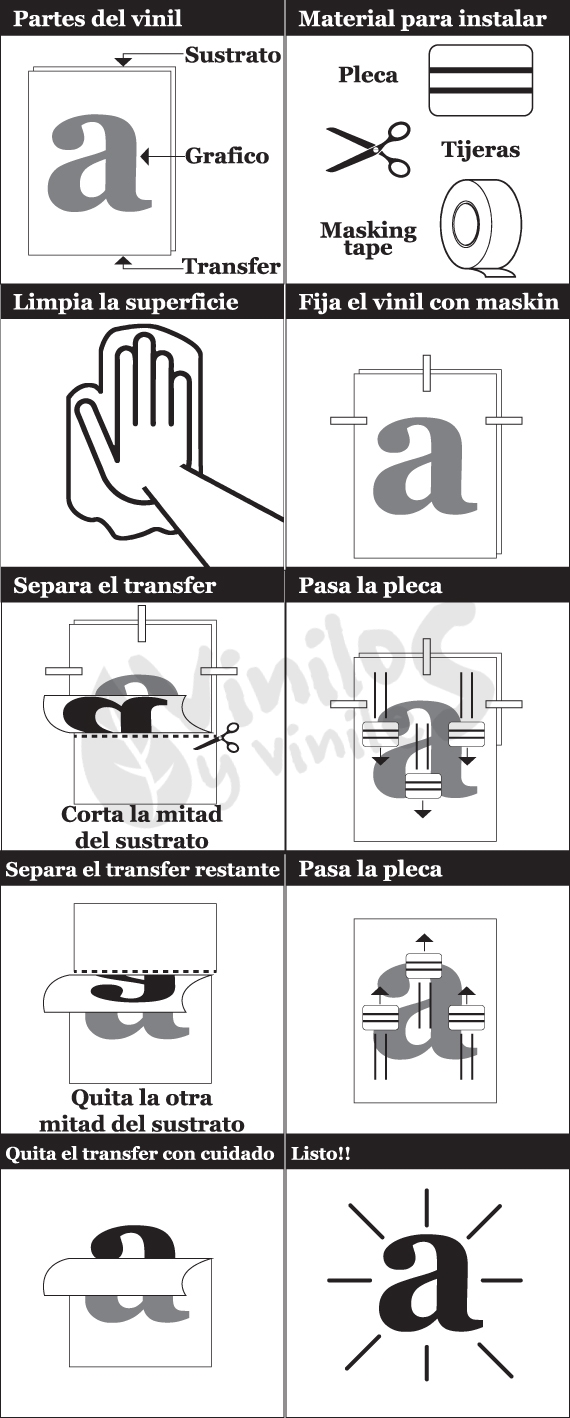 Partes del vinil
Sustrato
a
Grafico
Transfer
Material para instalar
Pleca
Tijeras
Masking
tape
Limpia la superficie
Fija el vinil con maskin
a
Separa el transfer
a
Corta la mitad
del sustrato
Pasa la pleca
a
Vinilos
y vinilos
Separa el transfer restante
a
Quita la otra
mitad del sustrato
Pasa la pleca
a
Quita el transfer con cuidado
a
Listo!!
a